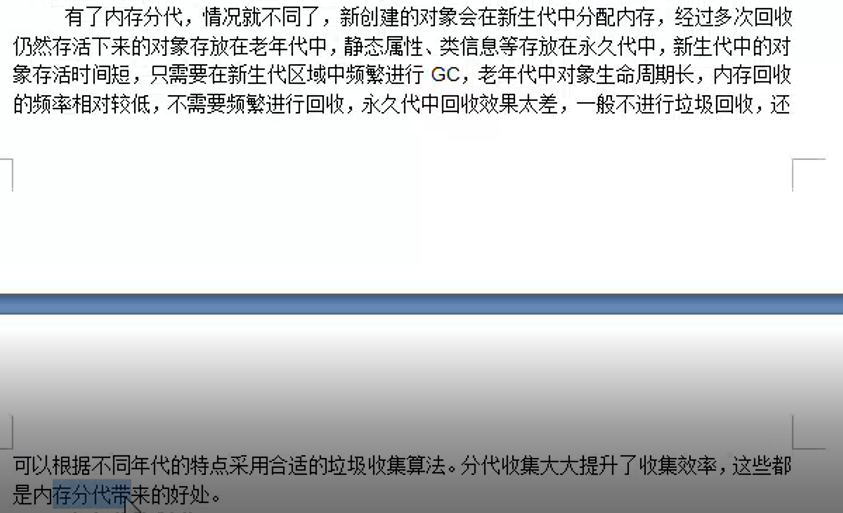 有了内存分代，情况就不同了，新创建的对象会在新生代中分配内存，经过多次回收
仍然存活下来的对象存放在老年代中，静态属性、类信息等存放在永久代中，新生代中的对
象存活时间短，只需要在新生代区域中频繁进行 GC，老年代中对象生命周期长，内存回收
的频率相对较低，不需要频繁进行回收，永久代中回收效果太差，一般不进行垃圾回收，还
可以根据不同年代的特点采用合适的垃圾收集算法。分代收集大大提升了收集效率，这些都
是内存分代带来的好处。